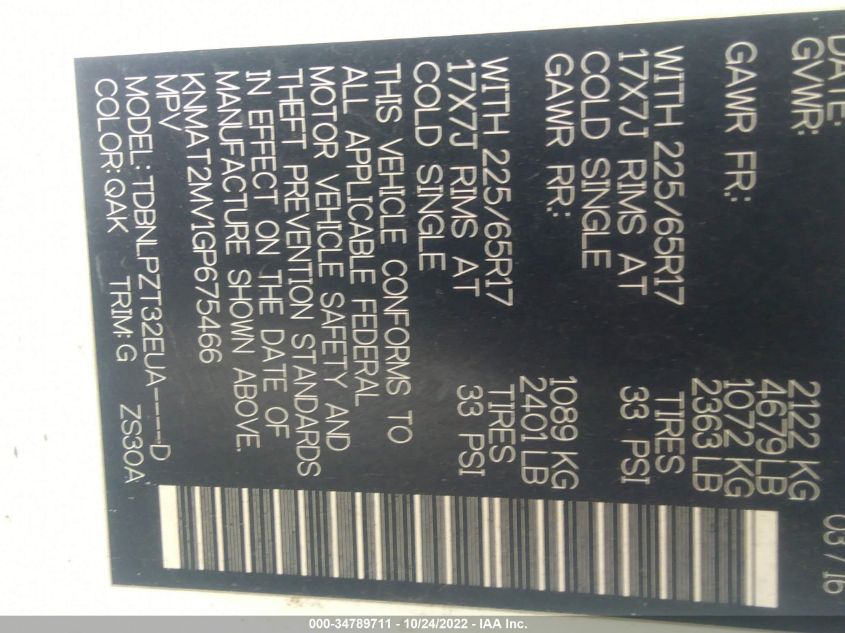 DATE: 03 / 16
GVWR: 2122 KG
4679 LB
GAWR FR: 1072 KG
2363 LB
WITH 225/65R17 TIRES
17X7J RIMS AT 33 PSI
COLD SINGLE
GAWR RR: 1089 KG
2401 LB
WITH 225/65R17 TIRES
17X7J RIMS AT 33 PSI
COLD SINGLE
THIS VEHICLE CONFORMS TO
ALL APPLICABLE FEDERAL
MOTOR VEHICLE SAFETY AND
THEFT PREVENTION STANDARDS
IN EFFECT ON THE DATE OF
MANUFACTURE SHOWN ABOVE.
KNMAT2MV1GP675466
MPV
MODEL: TDBNLPZT32EUA----D
COLOR: QAK TRIM: G ZS30A
000-34789711 - 10/24/2022 - IAA Inc.